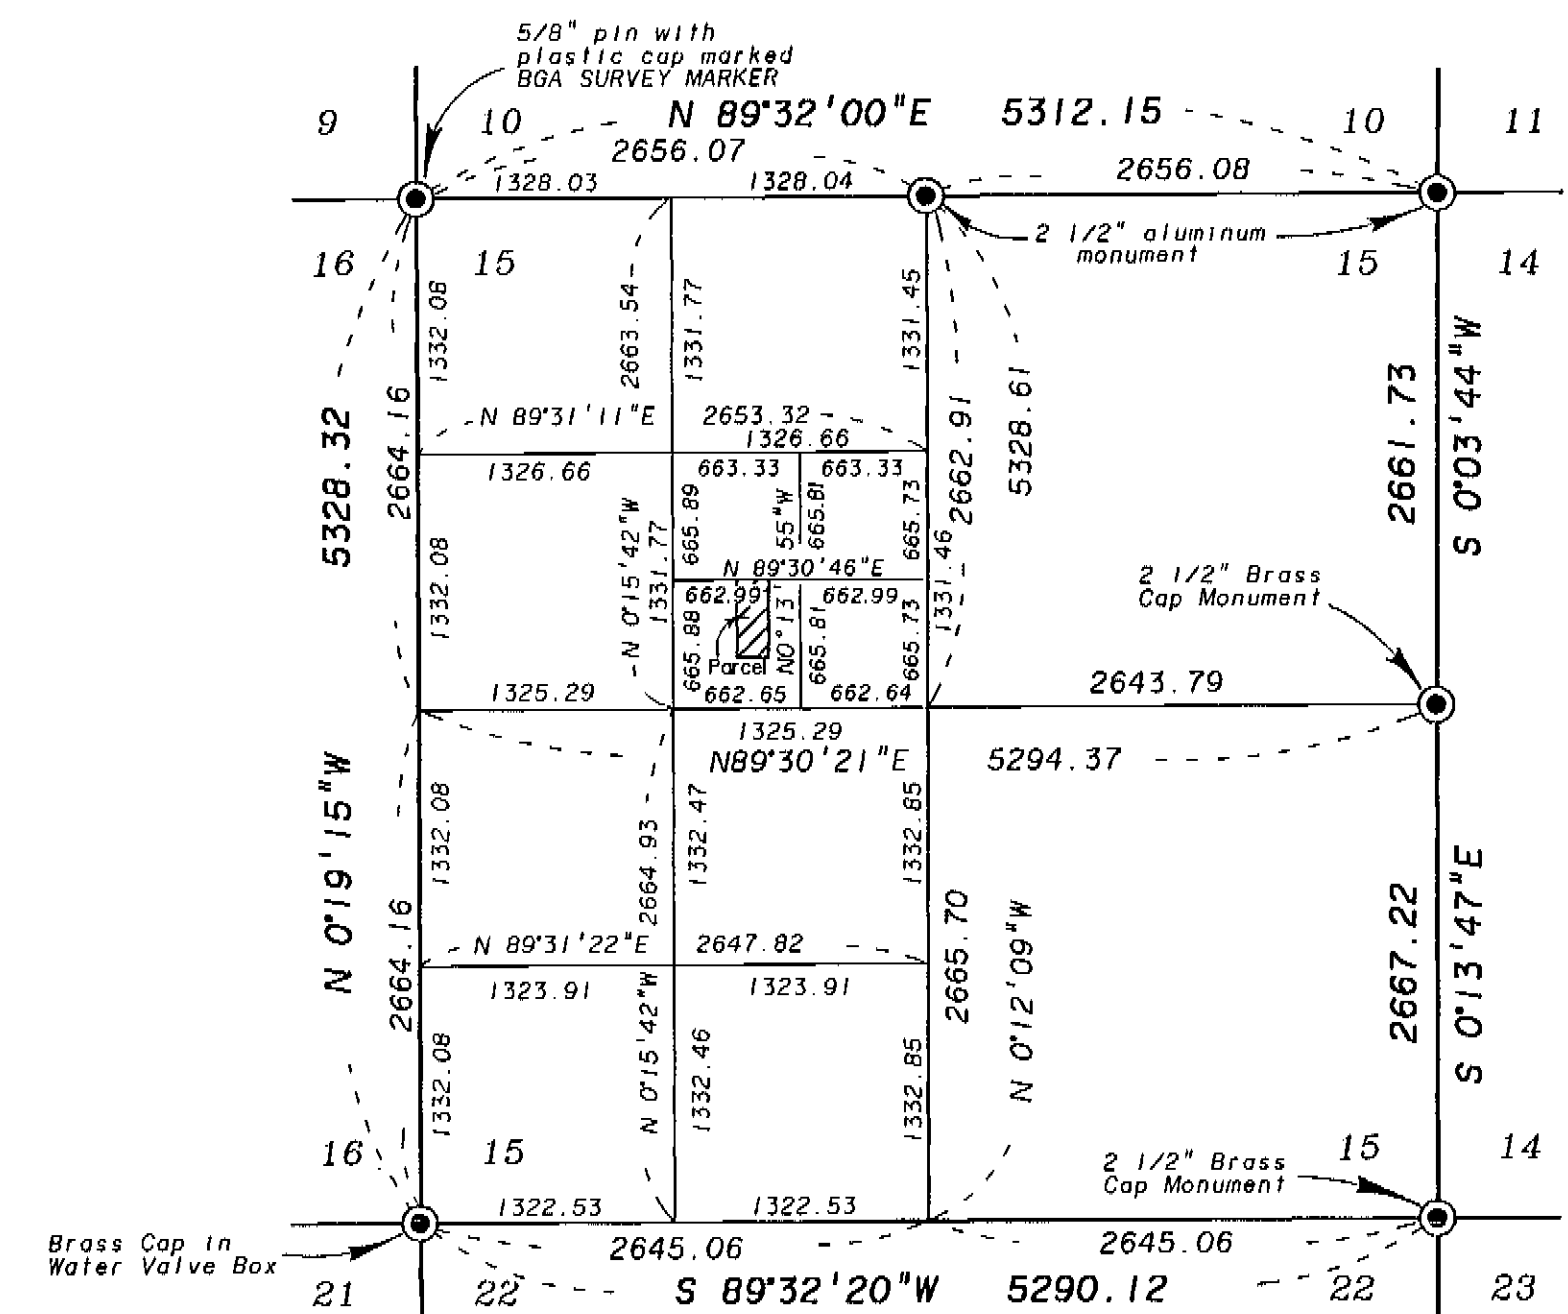 5/8" pin with
plastic cap marked
BGA SURVEY MARKER
9
10
N 89°32'00"E 5312.15
10
11
2656.07
2656.08
1328.03
1328.04
2 1/2" aluminum
monument
16
15
15
14
1332.08
2663.54
1331.77
1331.45
5328.32
2664.16
2662.91
5328.61
2661.73
S 0°03'44"W
N 89°31'11"E 2653.32
1326.66
1326.66
663.33
663.33
1332.08
N 0°15'42"W
1331.77
665.89
55"W
665.81
665.73
1331.46
N 89°30'46"E
662.99
662.99
665.88
Parcel
N0°13'
665.81
665.73
2 1/2" Brass
Cap Monument
1325.29
662.65
662.64
2643.79
1325.29
N89°30'21"E 5294.37
N 0°19'15"W
1332.08
2664.93
1332.47
1332.85
2664.16
2665.70
N 0°12'09"W
2667.22
S 0°13'47"E
N 89°31'22"E 2647.82
1323.91
1323.91
1332.08
N 0°15'42"W
1332.46
1332.85
16
15
2 1/2" Brass
Cap Monument
15
14
1322.53
1322.53
Brass Cap in
Water Valve Box
2645.06
2645.06
21
22
S 89°32'20"W 5290.12
22
23